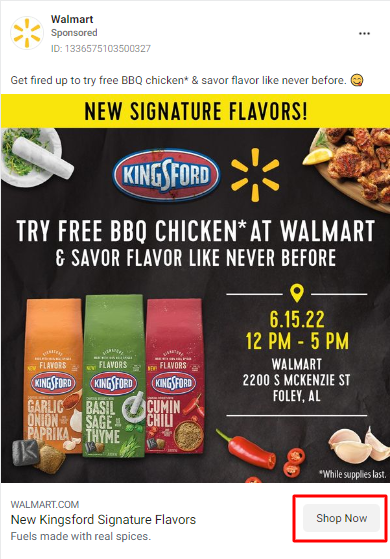 Walmart
Sponsored
ID: 1336575103500327
Get fired up to try free BBQ chicken* & savor flavor like never before. 😋
NEW SIGNATURE FLAVORS!
KINGSFORD
TRY FREE BBQ CHICKEN* AT WALMART
& SAVOR FLAVOR LIKE NEVER BEFORE
6.15.22
12 PM - 5 PM
WALMART
2200 S MCKENZIE ST
FOLEY, AL
SIGNATURE
FLAVORS
KINGSFORD
GARLIC
ONION
PAPRIKA
SIGNATURE
FLAVORS
KINGSFORD
BASIL
SAGE
THYME
SIGNATURE
FLAVORS
KINGSFORD
CUMIN
CHILI
*While supplies last.
WALMART.COM
New Kingsford Signature Flavors
Fuels made with real spices.
Shop Now